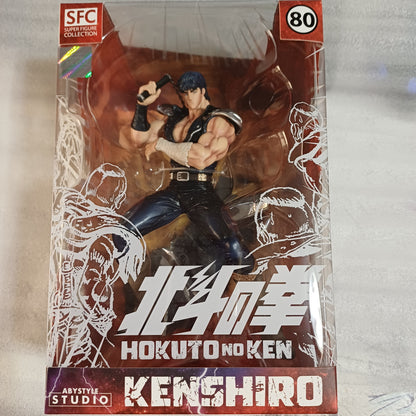 SFC
SUPER FIGURE
COLLECTION
80
北斗の拳
HOKUTO NO KEN
ABYSTYLE
STUDIO
KENSHIRO